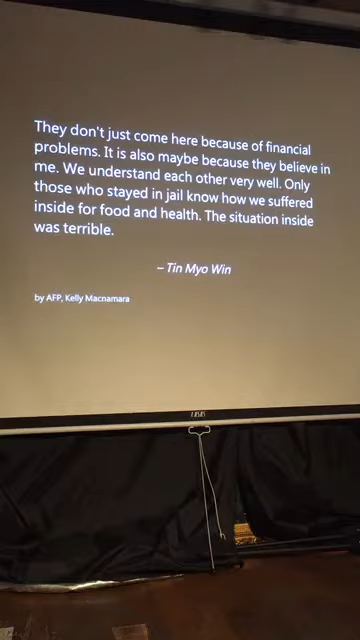 They don't just come here because of financial
problems. It is also maybe because they believe in
me. We understand each other very well. Only
those who stayed in jail know how we suffered
inside for food and health. The situation inside
was terrible.
– Tin Myo Win
by AFP, Kelly Macnamara